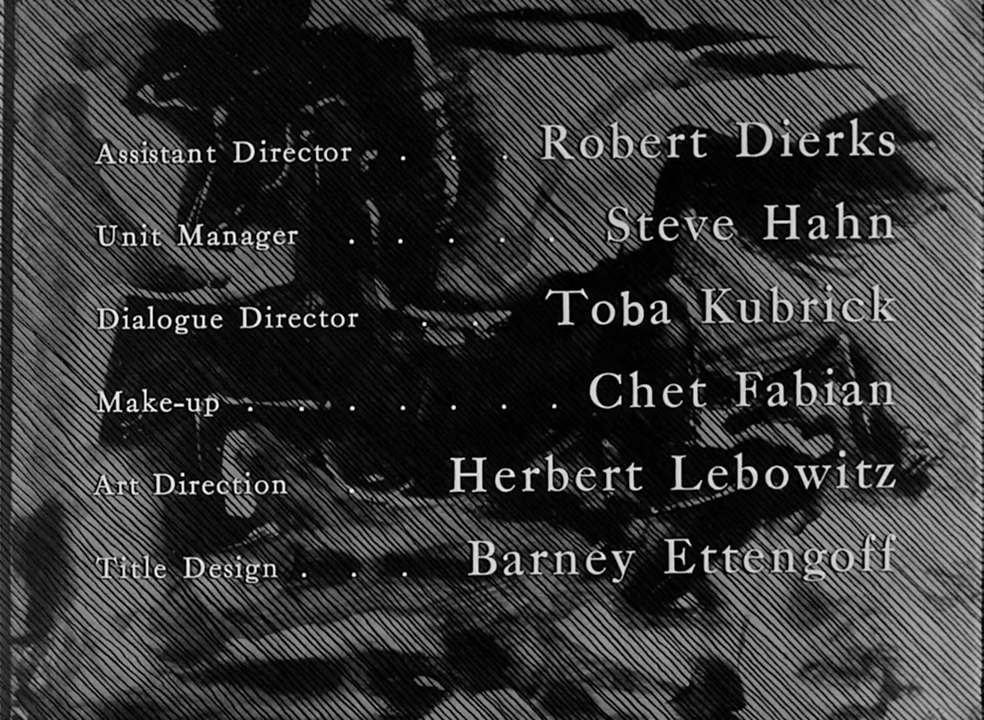 Assistant Director . . . Robert Dierks
Unit Manager . . . . . Steve Hahn
Dialogue Director . . Toba Kubrick
Make-up . . . . . . . Chet Fabian
Art Direction . Herbert Lebowitz
Title Design . . . Barney Ettengoff